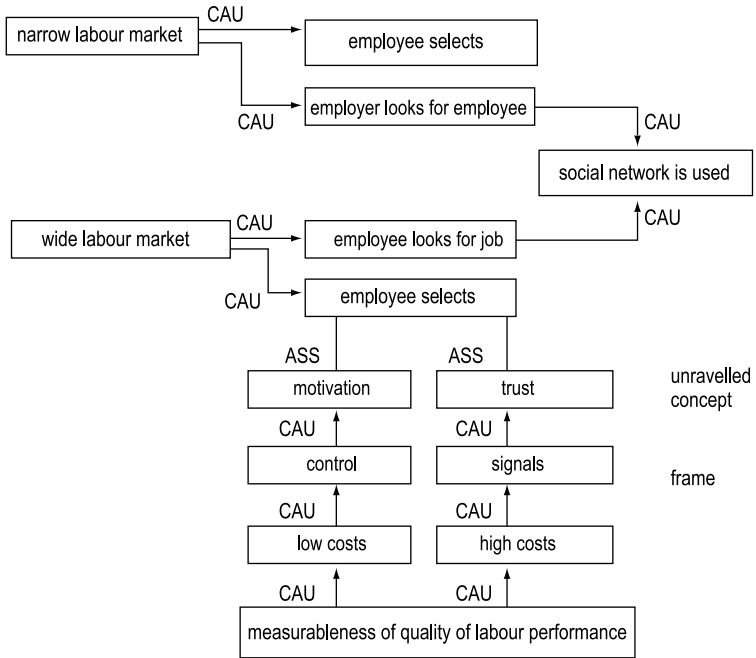 CAU
narrow labour market
employee selects
employer looks for employee
CAU
CAU
social network is used
CAU
wide labour market
CAU
employee looks for job
CAU
employee selects
ASS
ASS
motivation
trust
unravelled
concept
CAU
CAU
control
signals
frame
CAU
CAU
low costs
high costs
CAU
CAU
measurableness of quality of labour performance